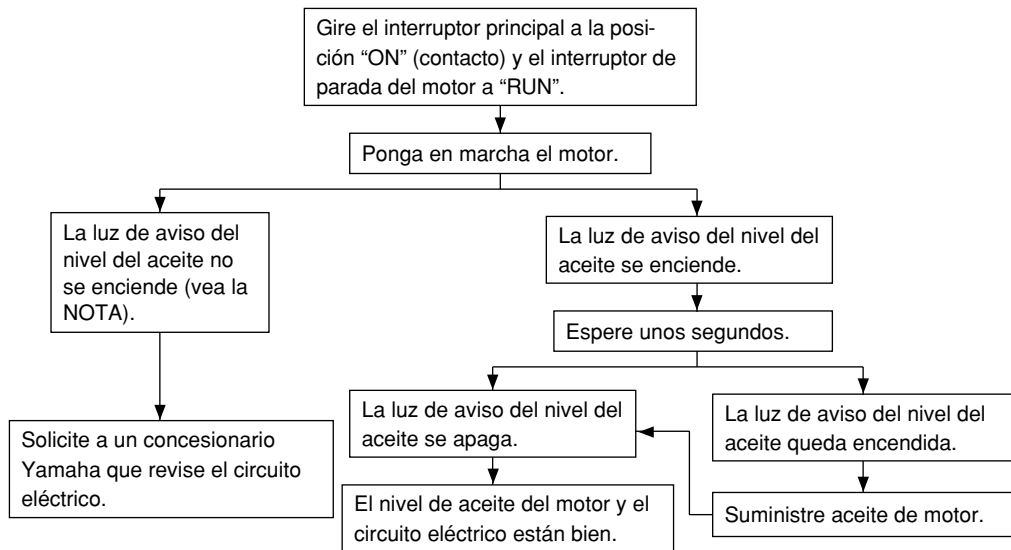 Gire el interruptor principal a la posi-
ción “ON” (contacto) y el interruptor de
parada del motor a “RUN”.
Ponga en marcha el motor.
La luz de aviso del
nivel del aceite no
se enciende (vea la
NOTA).
La luz de aviso del nivel del
aceite se enciende.
Espere unos segundos.
Solicite a un concesionario
Yamaha que revise el circuito
eléctrico.
La luz de aviso del nivel del
aceite se apaga.
La luz de aviso del nivel del
aceite queda encendida.
El nivel de aceite del motor y el
circuito eléctrico están bien.
Suministre aceite de motor.